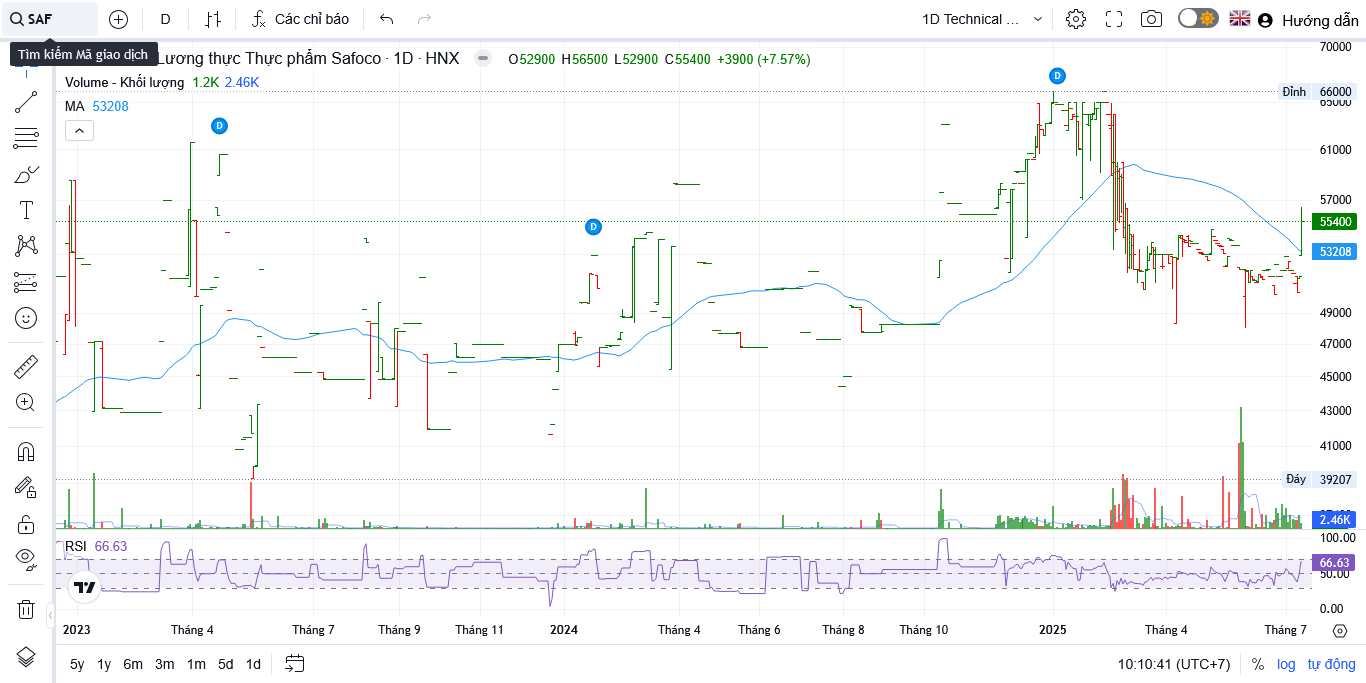 SAF
D
Các chỉ báo
1D Technical ...
Hướng dẫn
Tìm kiếm Mã giao dịch
Lương thực Thực phẩm Safoco · 1D · HNX
O52900 H56500 L52900 C55400 +3900 (+7.57%)
Volume - Khối lượng 1.2K 2.46K
MA 53208
D
D
D
70000
Đỉnh 66000
65000
61000
57000
55400
53208
49000
47000
45000
43000
41000
Đáy 39207
2.46K
RSI 66.63
100.00
66.63
50.00
0.00
2023 Tháng 4 Tháng 7 Tháng 9 Tháng 11 2024 Tháng 4 Tháng 6 Tháng 8 Tháng 10 2025 Tháng 4 Tháng 7
5y 1y 6m 3m 1m 5d 1d
10:10:41 (UTC+7) % log tự động